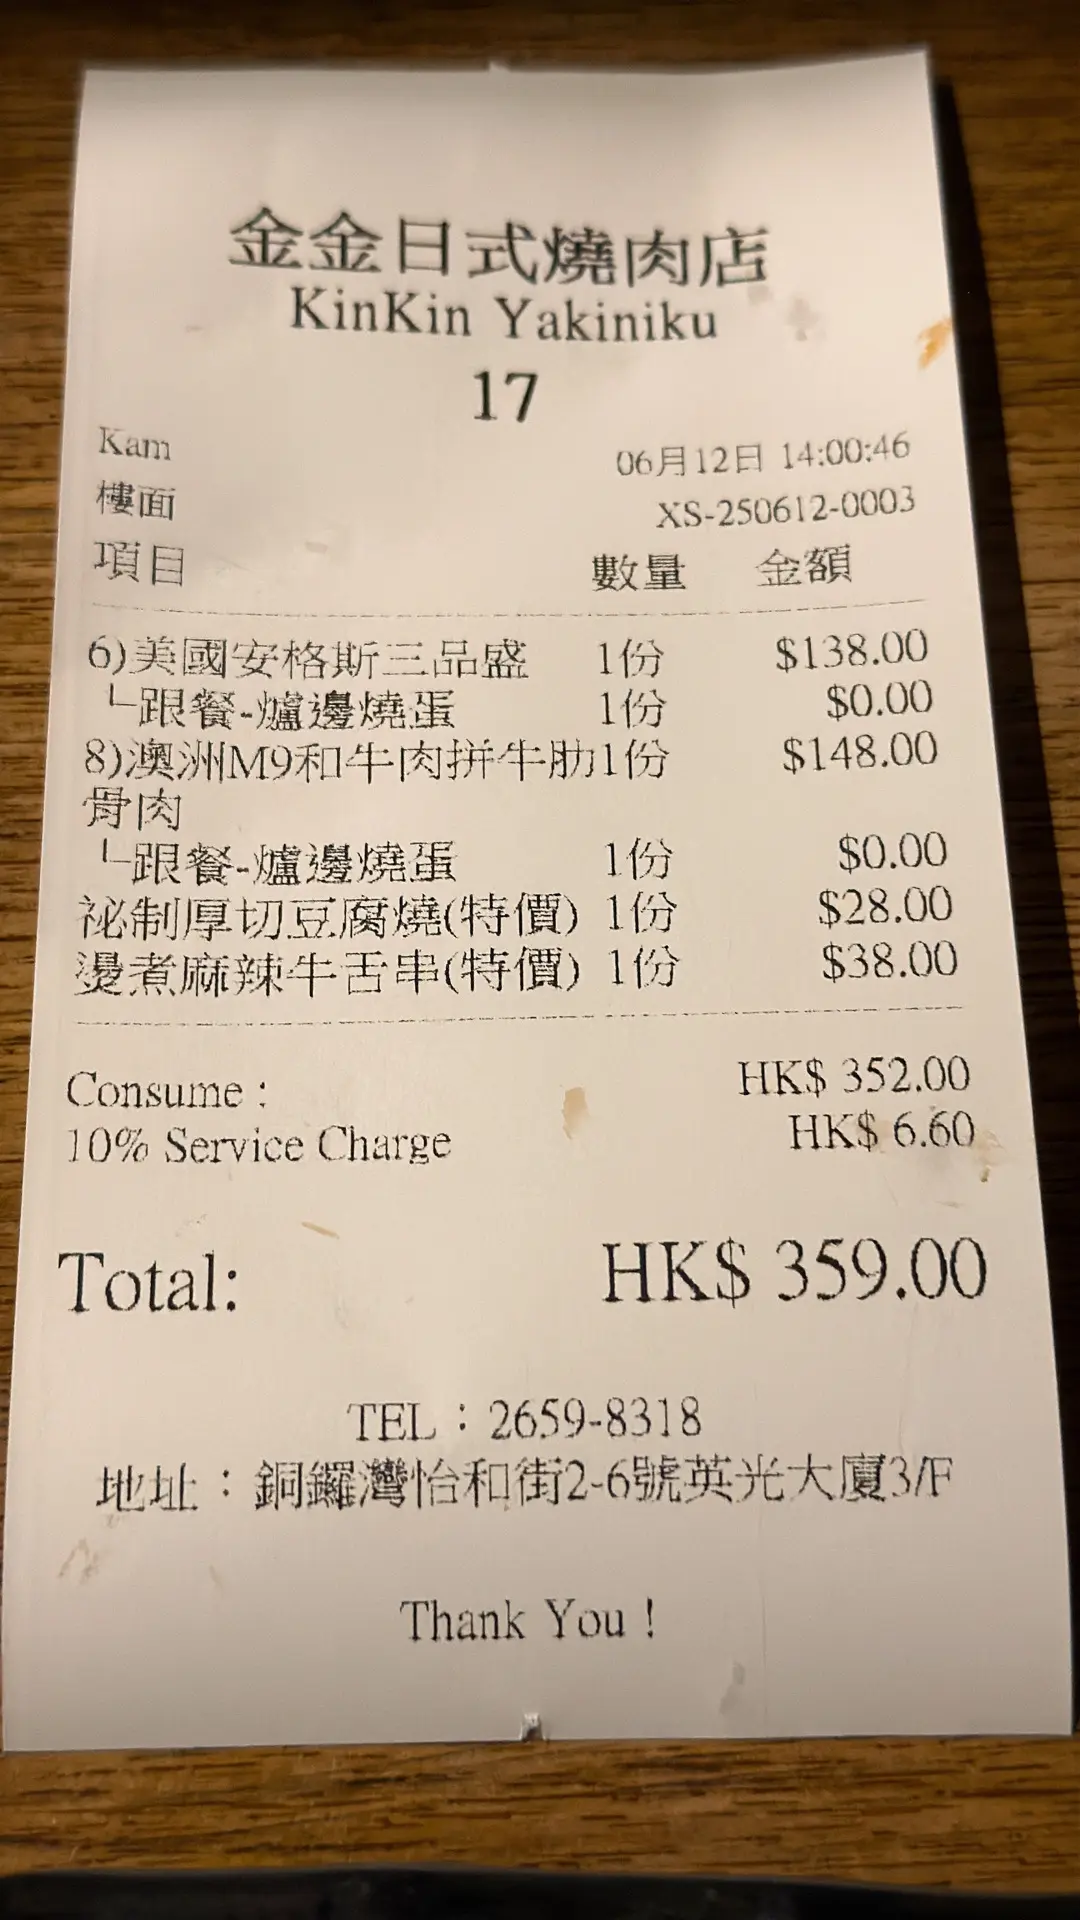 金金日式燒肉店
KinKin Yakiniku
17
Kam
06月12日 14:00:46
樓面
XS-250612-0003
項目 數量 金額
6)美國安格斯三品盛 1份 $138.00
└跟餐-爐邊燒蛋 1份 $0.00
8)澳洲M9和牛肉拼牛肋 1份 $148.00
骨肉
└跟餐-爐邊燒蛋 1份 $0.00
祕制厚切豆腐燒(特價) 1份 $28.00
燙煮麻辣牛舌串(特價) 1份 $38.00
Consume : HK$ 352.00
10% Service Charge HK$ 6.60
Total: HK$ 359.00
TEL：2659-8318
地址：銅鑼灣怡和街2-6號英光大廈3/F
Thank You !